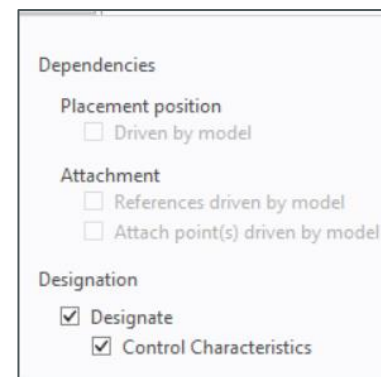 Dependencies
Placement position
Driven by model
Attachment
References driven by model
Attach point(s) driven by model
Designation
Designate
Control Characteristics